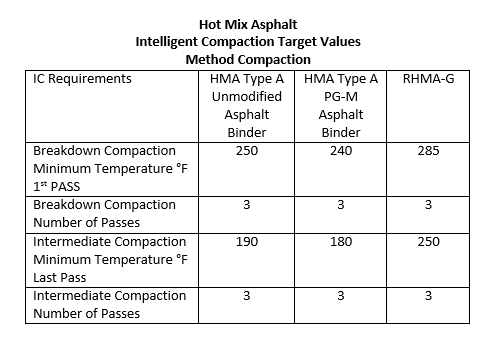 Hot Mix Asphalt
Intelligent Compaction Target Values
Method Compaction
IC Requirements
HMA Type A
Unmodified
Asphalt
Binder
HMA Type A
PG-M
Asphalt
Binder
RHMA-G
Breakdown Compaction
Minimum Temperature °F
1st PASS
250
240
285
Breakdown Compaction
Number of Passes
3
3
3
Intermediate Compaction
Minimum Temperature °F
Last Pass
190
180
250
Intermediate Compaction
Number of Passes
3
3
3